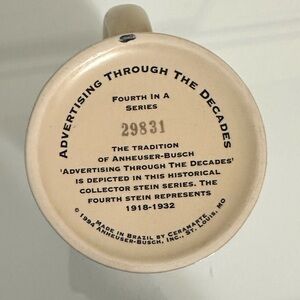 ADVERTISING THROUGH THE DECADES
FOURTH IN A
SERIES
29831
THE TRADITION
OF ANHEUSER-BUSCH
'ADVERTISING THROUGH THE DECADES'
IS DEPICTED IN THIS HISTORICAL
COLLECTOR STEIN SERIES. THE
FOURTH STEIN REPRESENTS
1918-1932
MADE IN BRAZIL BY CERAMARTE
© 1994 ANHEUSER-BUSCH, INC., ST. LOUIS, MO